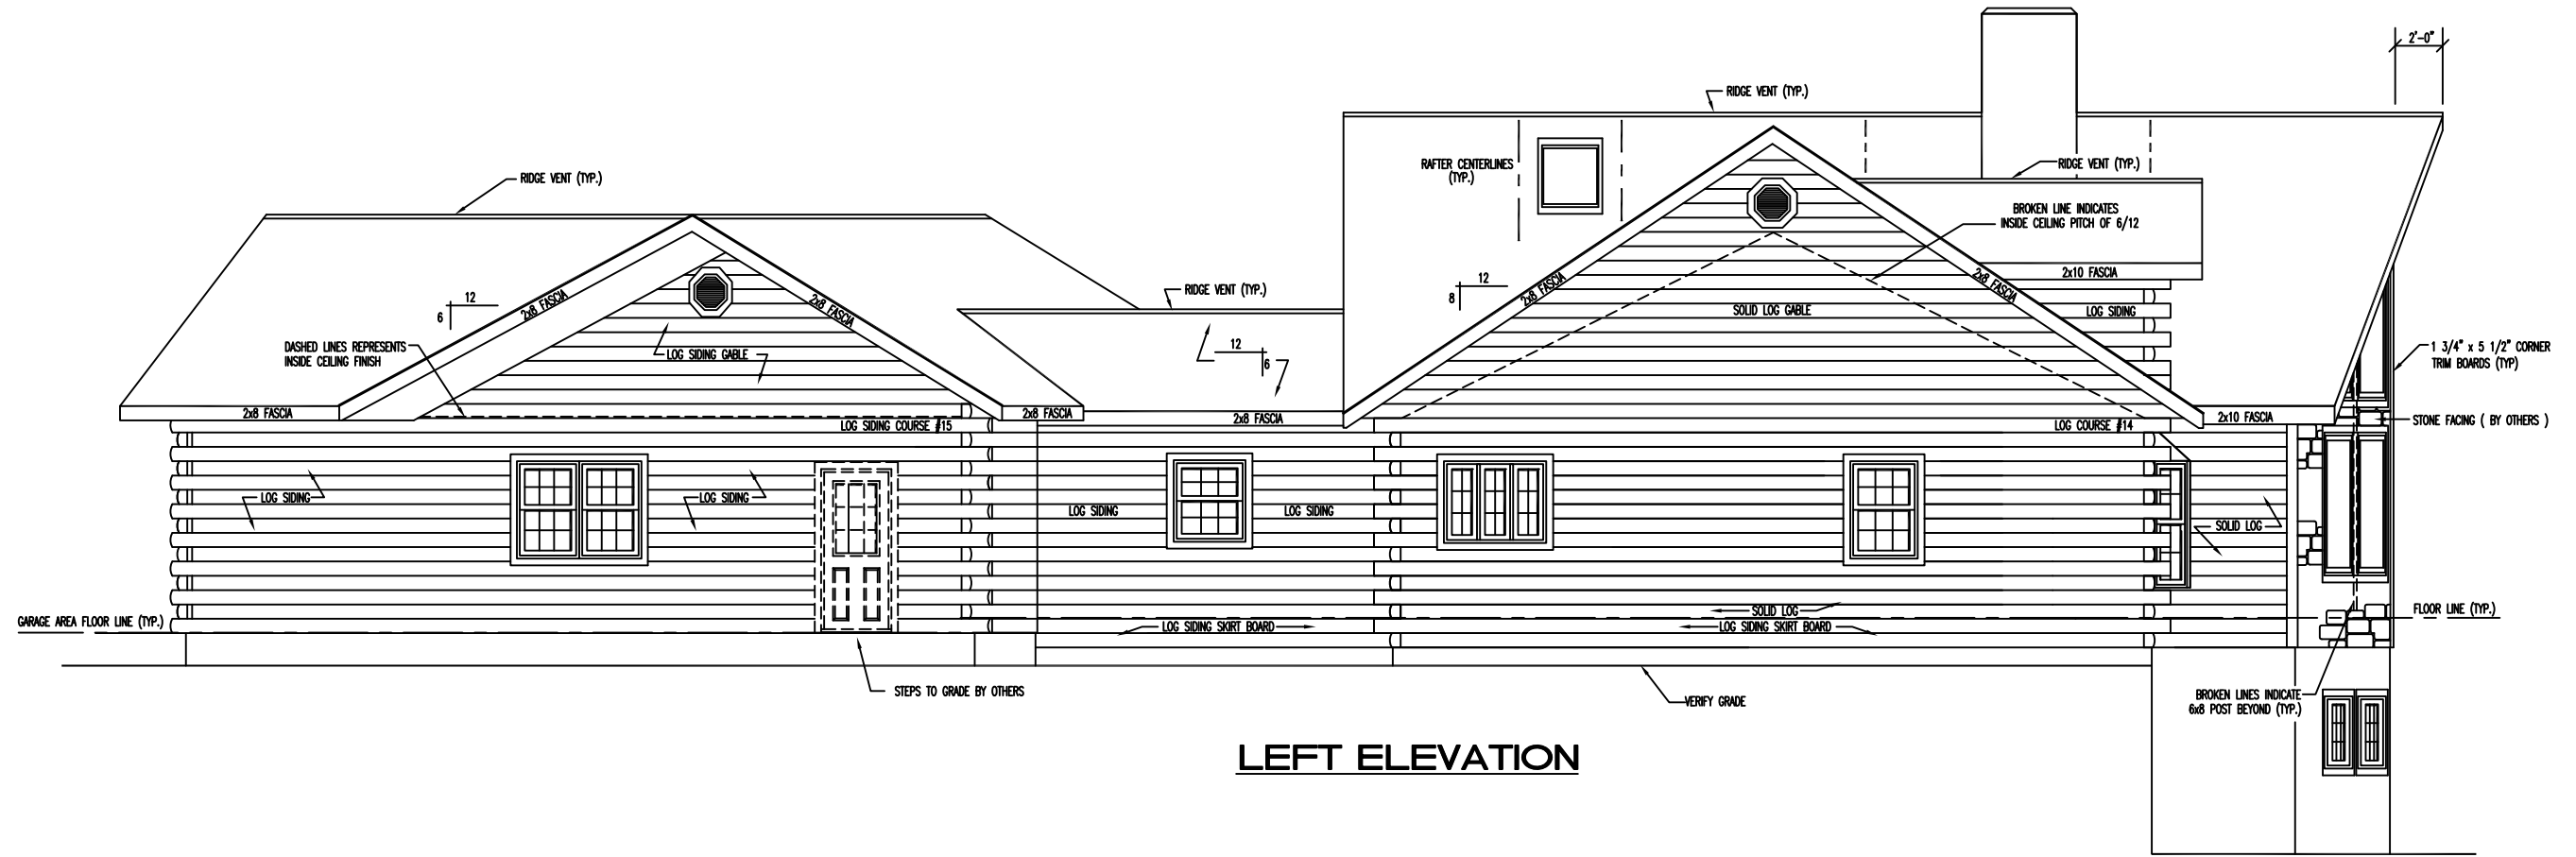 2'-0"
RIDGE VENT (TYP.)
RAFTER CENTERLINES
(TYP.)
RIDGE VENT (TYP.)
RIDGE VENT (TYP.)
BROKEN LINE INDICATES
INSIDE CEILING PITCH OF 6/12
2x10 FASCIA
12
8
2x8 FASCIA
2x8 FASCIA
RIDGE VENT (TYP.)
12
6
2x8 FASCIA
2x8 FASCIA
SOLID LOG GABLE
LOG SIDING
DASHED LINES REPRESENTS
INSIDE CEILING FINISH
LOG SIDING GABLE
12
6
1 3/4" x 5 1/2" CORNER
TRIM BOARDS (TYP)
2x8 FASCIA
2x8 FASCIA
2x8 FASCIA
2x10 FASCIA
STONE FACING ( BY OTHERS )
LOG SIDING COURSE #15
LOG COURSE #14
LOG SIDING
LOG SIDING
LOG SIDING
LOG SIDING
SOLID LOG
GARAGE AREA FLOOR LINE (TYP.)
SOLID LOG
FLOOR LINE (TYP.)
LOG SIDING SKIRT BOARD
LOG SIDING SKIRT BOARD
STEPS TO GRADE BY OTHERS
VERIFY GRADE
BROKEN LINES INDICATE
6x8 POST BEYOND (TYP.)
LEFT ELEVATION